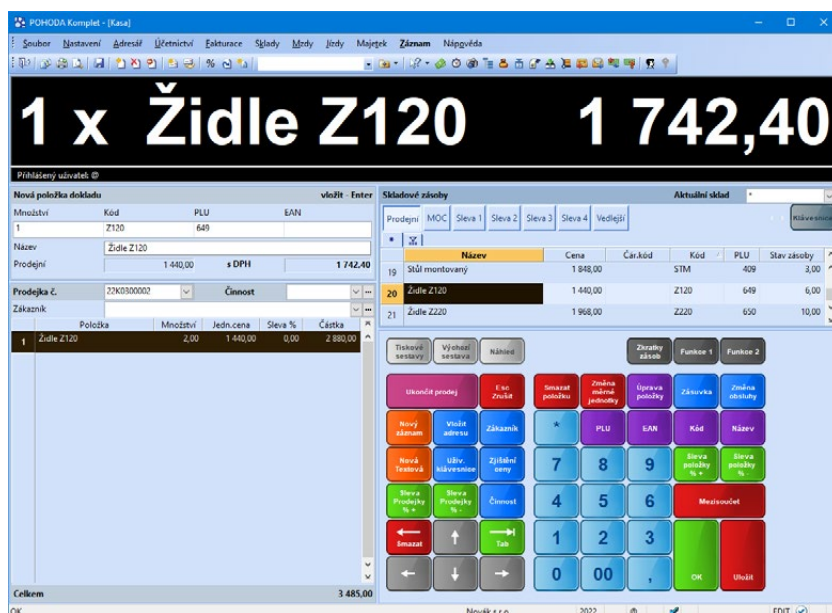 POHODA Komplet - [Kasa]
Soubor Nastavení Adresář Účetnictví Fakturace Sklady Mzdy Jízdy Majetek Záznam Nápověda
1 x Židle Z120 1 742,40
Přihlášený uživatel: @
Nová položka dokladu vložit - Enter
Množství Kód PLU EAN
1 Z120 649
Název Židle Z120
Prodejní 1 440,00 s DPH 1 742.40
Prodejka č. 22K0300002 Činnost
Zákazník
Položka Množství Jedn.cena Sleva % Částka
1 Židle Z120 2,00 1 440,00 0,00 2 880,00
Celkem 3 485,00
Skladové zásoby Aktuální sklad * Klávesnice
Prodejní MOC Sleva 1 Sleva 2 Sleva 3 Sleva 4 Vedlejší
Název Cena Čár.kód Kód PLU Stav zásoby
19 Stůl montovaný 1 848,00 STM 409 3,00
20 Židle Z120 1 440,00 Z120 649 6,00
21 Židle Z220 1 968,00 Z220 650 10,00
Tiskové sestavy Výchozí sestava Náhled Zkratky zásob Funkce 1 Funkce 2
Ukončit prodej Esc Zrušit Smazat položku Změna měrné jednotky Úprava položky Zásuvka Změna obsluhy
Nový záznam Vložit adresu Zákazník * PLU EAN Kód Název
Nová Textová Uživ. klávesnice Zjištění ceny 7 8 9 Sleva položky % + Sleva položky % -
Sleva Prodejky % + Sleva Prodejky % - Činnost 4 5 6 Mezisoučet
Smazat Tab 1 2 3
0 00 , OK Uložit
OK Novák s.r.o. 2022 @ EDIT